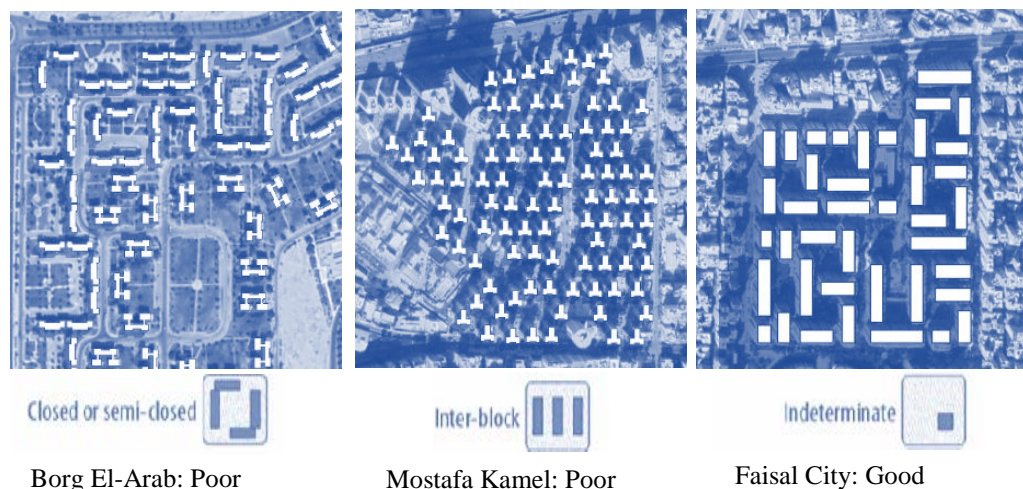 Closed or semi-closed
Inter-block
Indeterminate
Borg El-Arab: Poor
Mostafa Kamel: Poor
Faisal City: Good